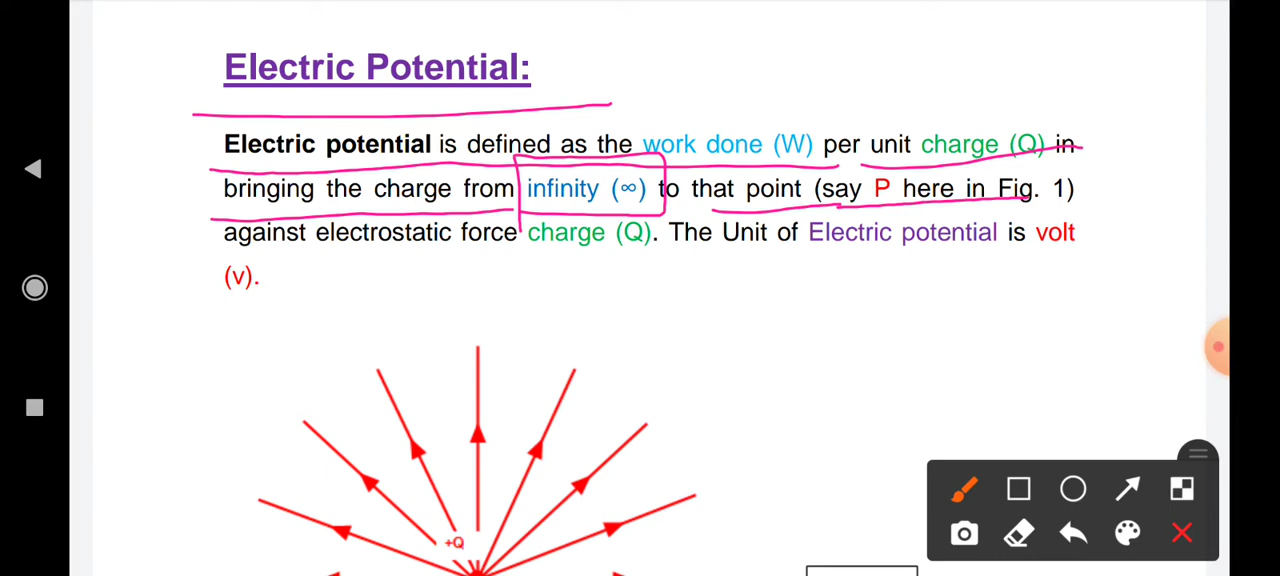 Electric Potential:
Electric potential is defined as the work done (W) per unit charge (Q) in
bringing the charge from infinity (∞) to that point (say P here in Fig. 1)
against electrostatic force charge (Q). The Unit of Electric potential is volt
(v).
+Q